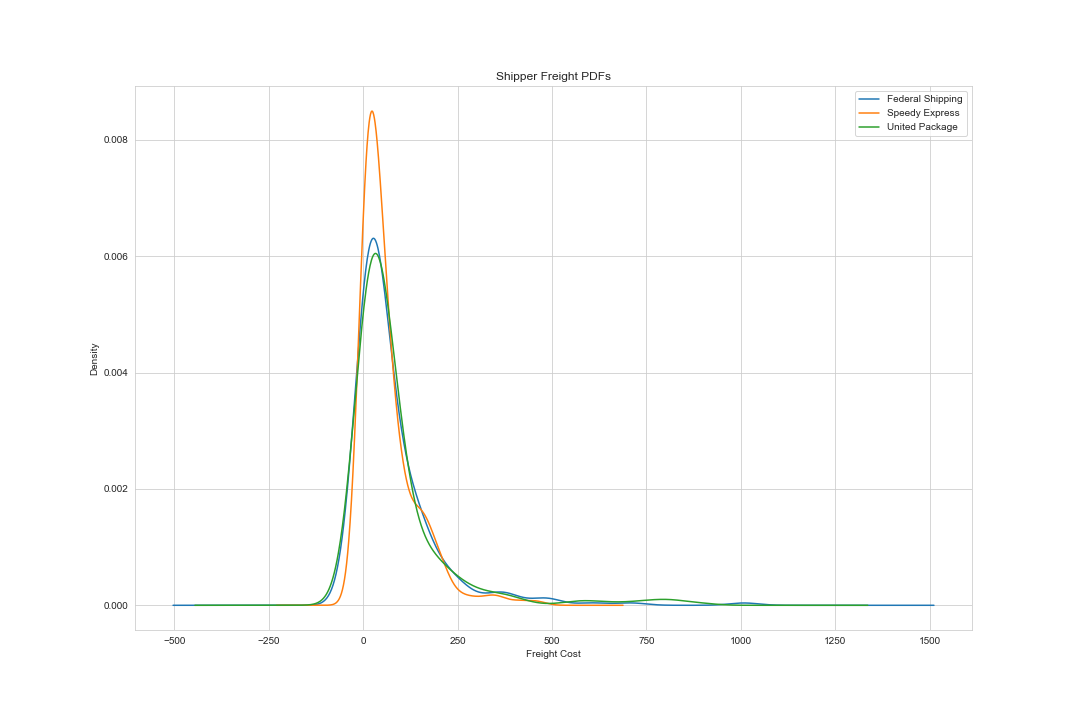 Shipper Freight PDFs
Federal Shipping
Speedy Express
United Package
Density
0.008
0.006
0.004
0.002
0.000
−500
−250
0
250
500
750
1000
1250
1500
Freight Cost